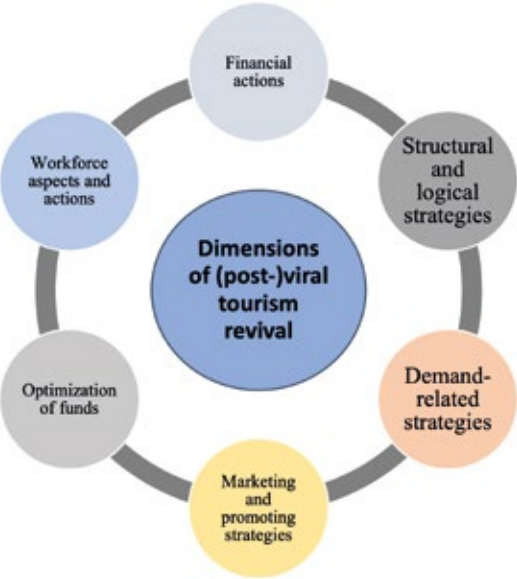 Financial
actions
Structural
and
logical
strategies
Demand-
related
strategies
Marketing
and
promoting
strategies
Optimization
of funds
Workforce
aspects and
actions
Dimensions
of (post-)viral
tourism
revival